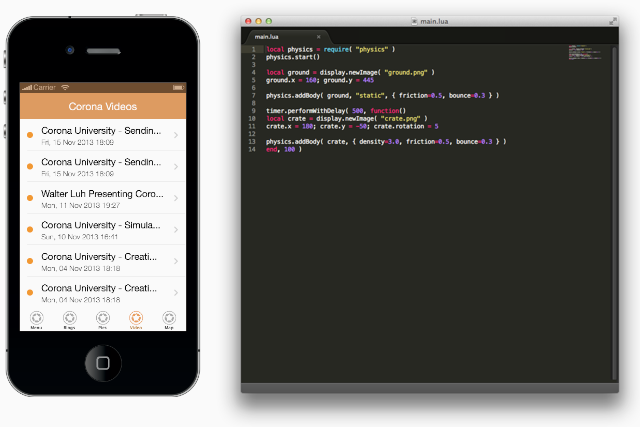 Carrier
Corona Videos
Corona University - Sendin...
Fri, 15 Nov 2013 18:09
Corona University - Sendin...
Fri, 15 Nov 2013 18:09
Walter Luh Presenting Coro...
Mon, 11 Nov 2013 19:27
Corona University - Simula...
Sun, 10 Nov 2013 16:41
Corona University - Creati...
Mon, 04 Nov 2013 18:18
Corona University - Creati...
Mon, 04 Nov 2013 18:18
Menu Blogs Pics Video Map
main.lua
main.lua
1 local physics = require( "physics" )
2 physics.start()
3
4 local ground = display.newImage( "ground.png" )
5 ground.x = 160; ground.y = 445
6
7 physics.addBody( ground, "static", { friction=0.5, bounce=0.3 } )
8
9 timer.performWithDelay( 500, function()
10 local crate = display.newImage( "crate.png" )
11 crate.x = 180; crate.y = -50; crate.rotation = 5
12
13 physics.addBody( crate, { density=3.0, friction=0.5, bounce=0.3 } )
14 end, 100 )